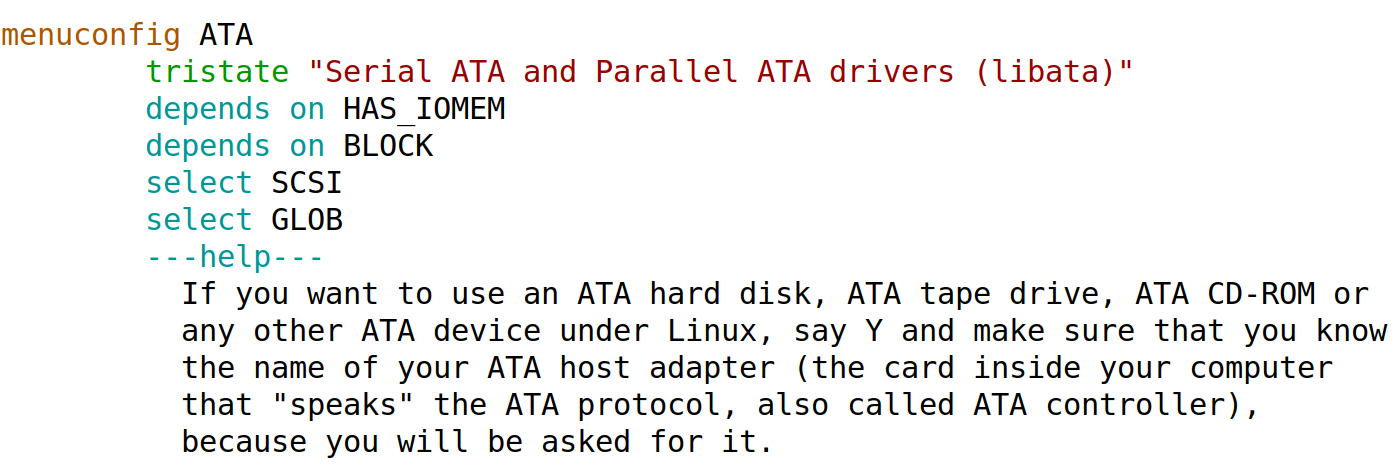 menuconfig ATA
tristate "Serial ATA and Parallel ATA drivers (libata)"
depends on HAS_IOMEM
depends on BLOCK
select SCSI
select GLOB
---help---
If you want to use an ATA hard disk, ATA tape drive, ATA CD-ROM or
any other ATA device under Linux, say Y and make sure that you know
the name of your ATA host adapter (the card inside your computer
that "speaks" the ATA protocol, also called ATA controller),
because you will be asked for it.